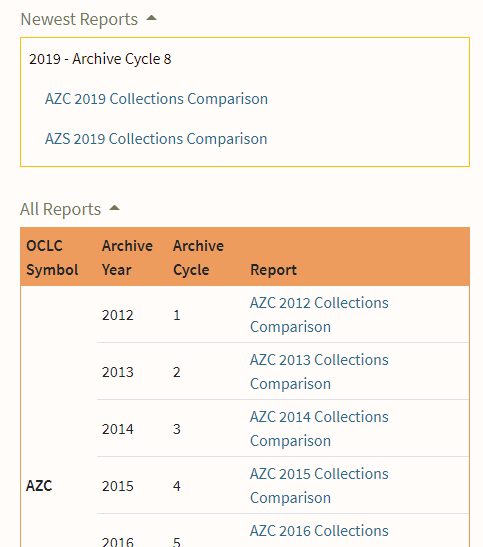 Newest Reports
2019 - Archive Cycle 8
AZC 2019 Collections Comparison
AZS 2019 Collections Comparison
All Reports
OCLC Symbol Archive Year Archive Cycle Report
2012 1 AZC 2012 Collections Comparison
2013 2 AZC 2013 Collections Comparison
2014 3 AZC 2014 Collections Comparison
AZC 2015 4 AZC 2015 Collections Comparison
2016 5 AZC 2016 Collections